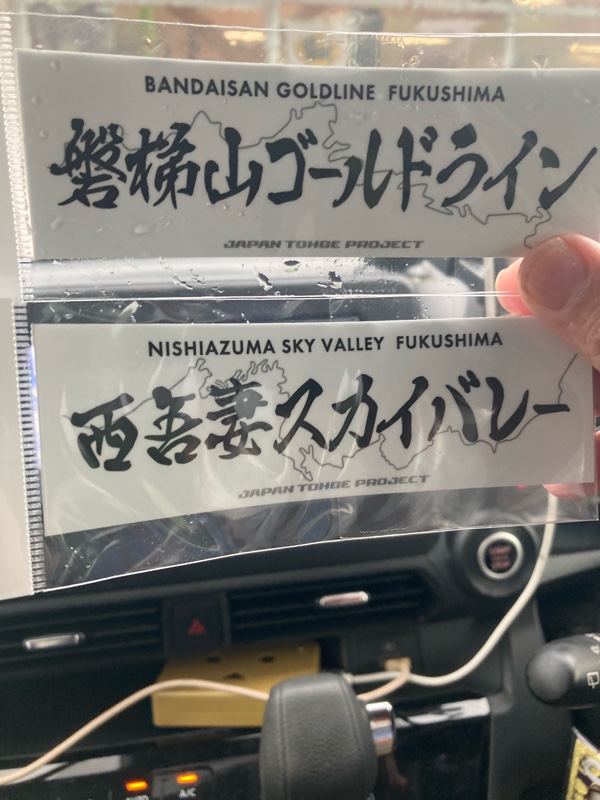 BANDAISAN GOLDLINE FUKUSHIMA
磐梯山ゴールドライン
JAPAN TOHGE PROJECT
NISHIAZUMA SKY VALLEY FUKUSHIMA
西吾妻スカイバレー
JAPAN TOHGE PROJECT
A/C